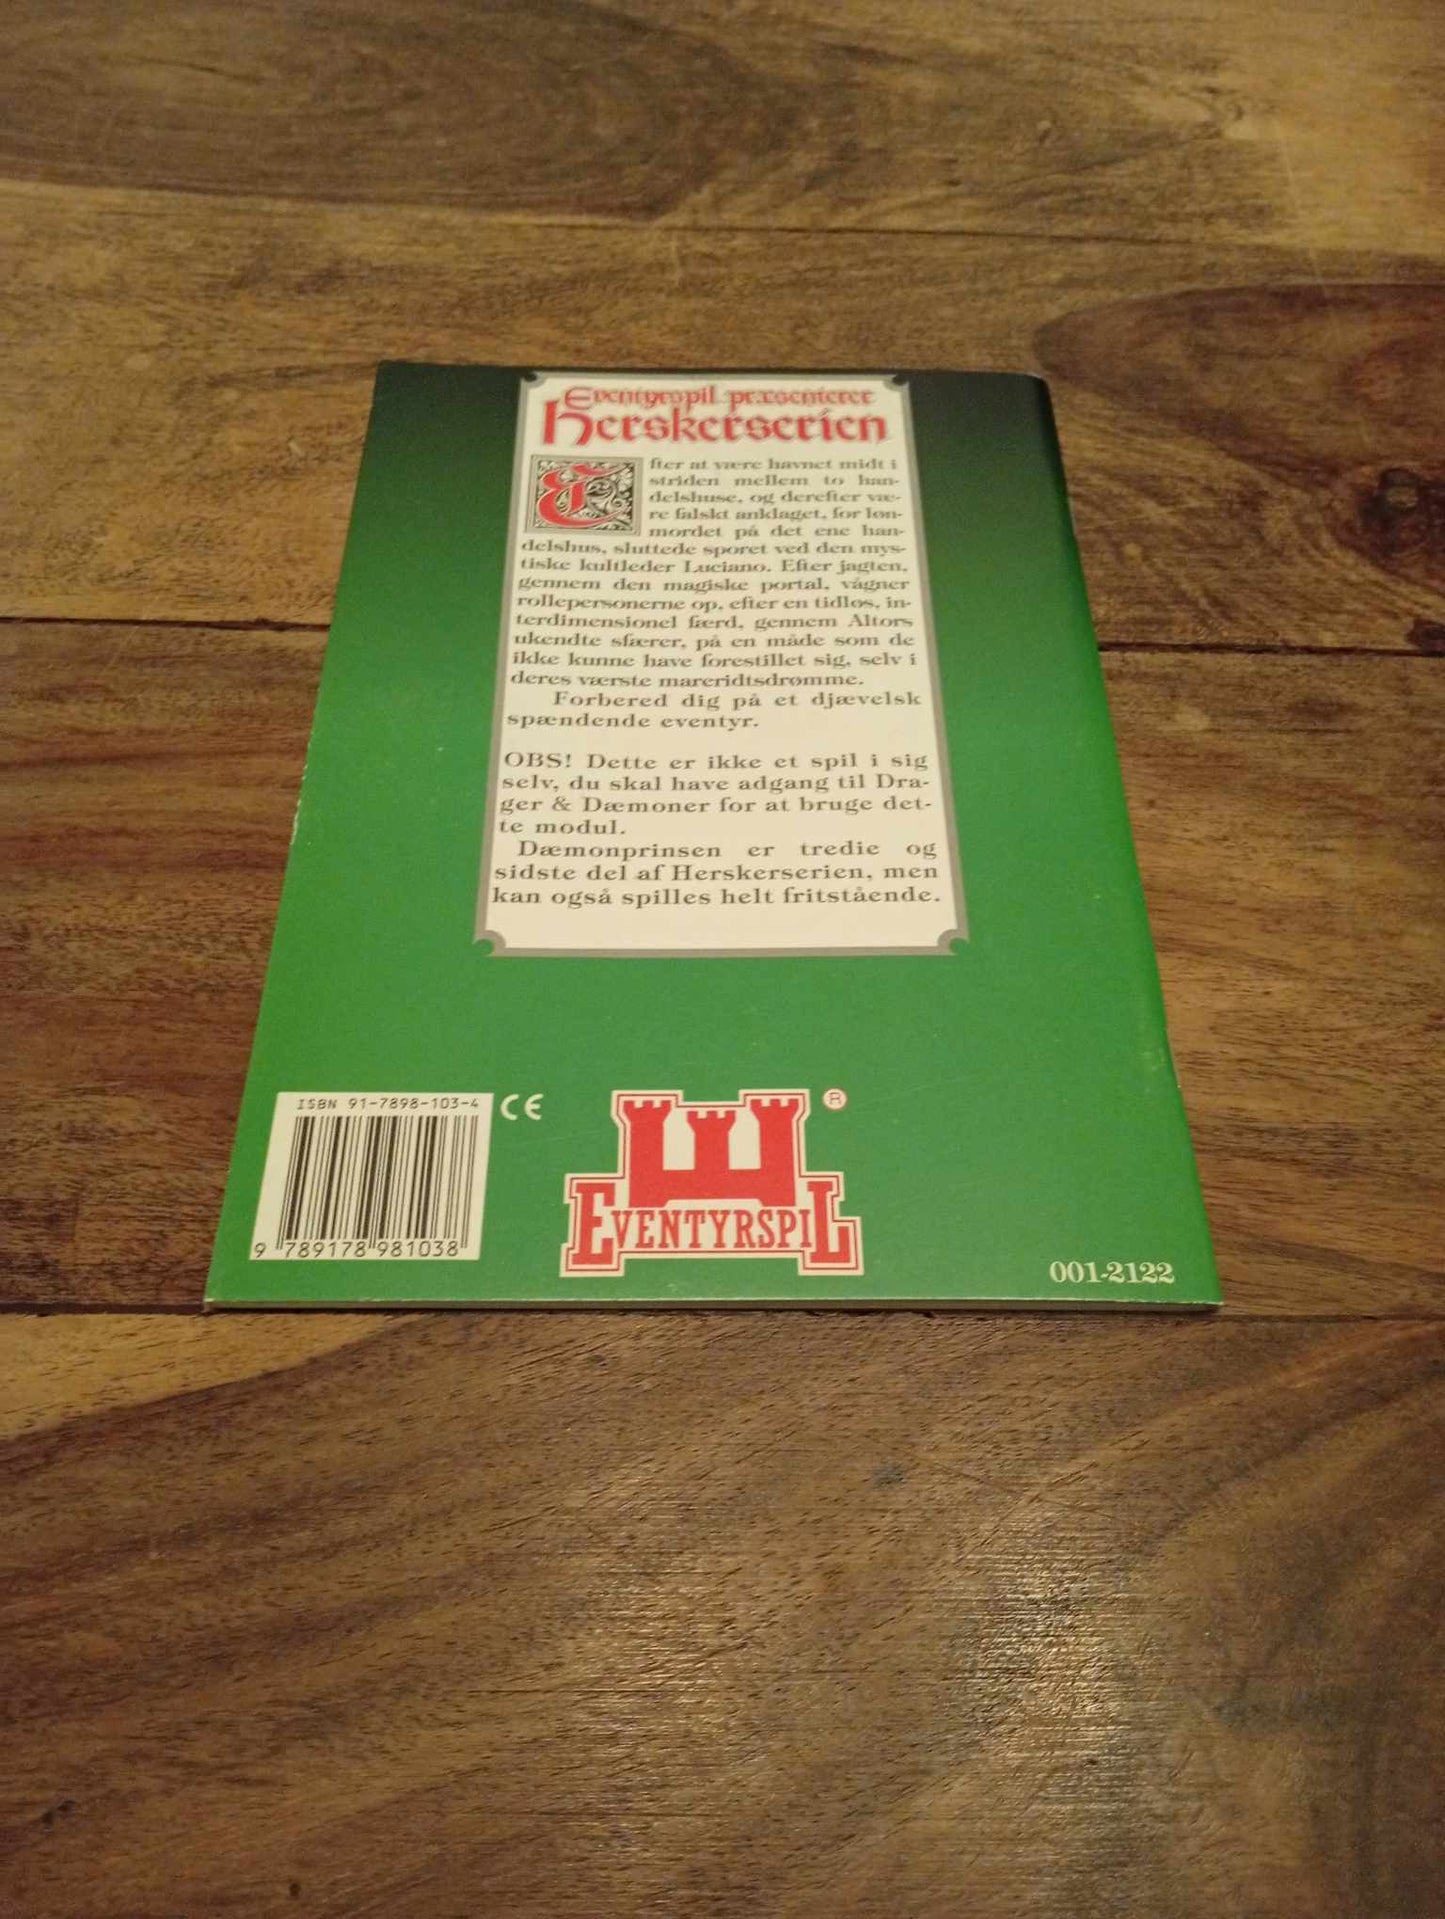 Eventyrspil præsenterer
Herskerserien
Efter at være havnet midt i
striden mellem to han-
delshuse, og derefter væ-
re falskt anklaget, for løn-
mordet på det ene han-
delshus, sluttede sporet ved den mys-
tiske kultleder Luciano. Efter jagten,
gennem den magiske portal, vågner
rollepersonerne op, efter en tidløs, in-
terdimensionel færd, gennem Altors
ukendte sfærer, på en måde som de
ikke kunne have forestillet sig, selv i
deres værste mareridtsdrømme.
Forbered dig på et djævelsk
spændende eventyr.
OBS! Dette er ikke et spil i sig
selv, du skal have adgang til Dra-
ger & Dæmoner for at bruge det-
te modul.
Dæmonprinsen er tredie og
sidste del af Herskerserien, men
kan også spilles helt fritstående.
ISBN 91-7898-103-4
CE
9 789178 981038
®
EVENTYRSPIL
001-2122